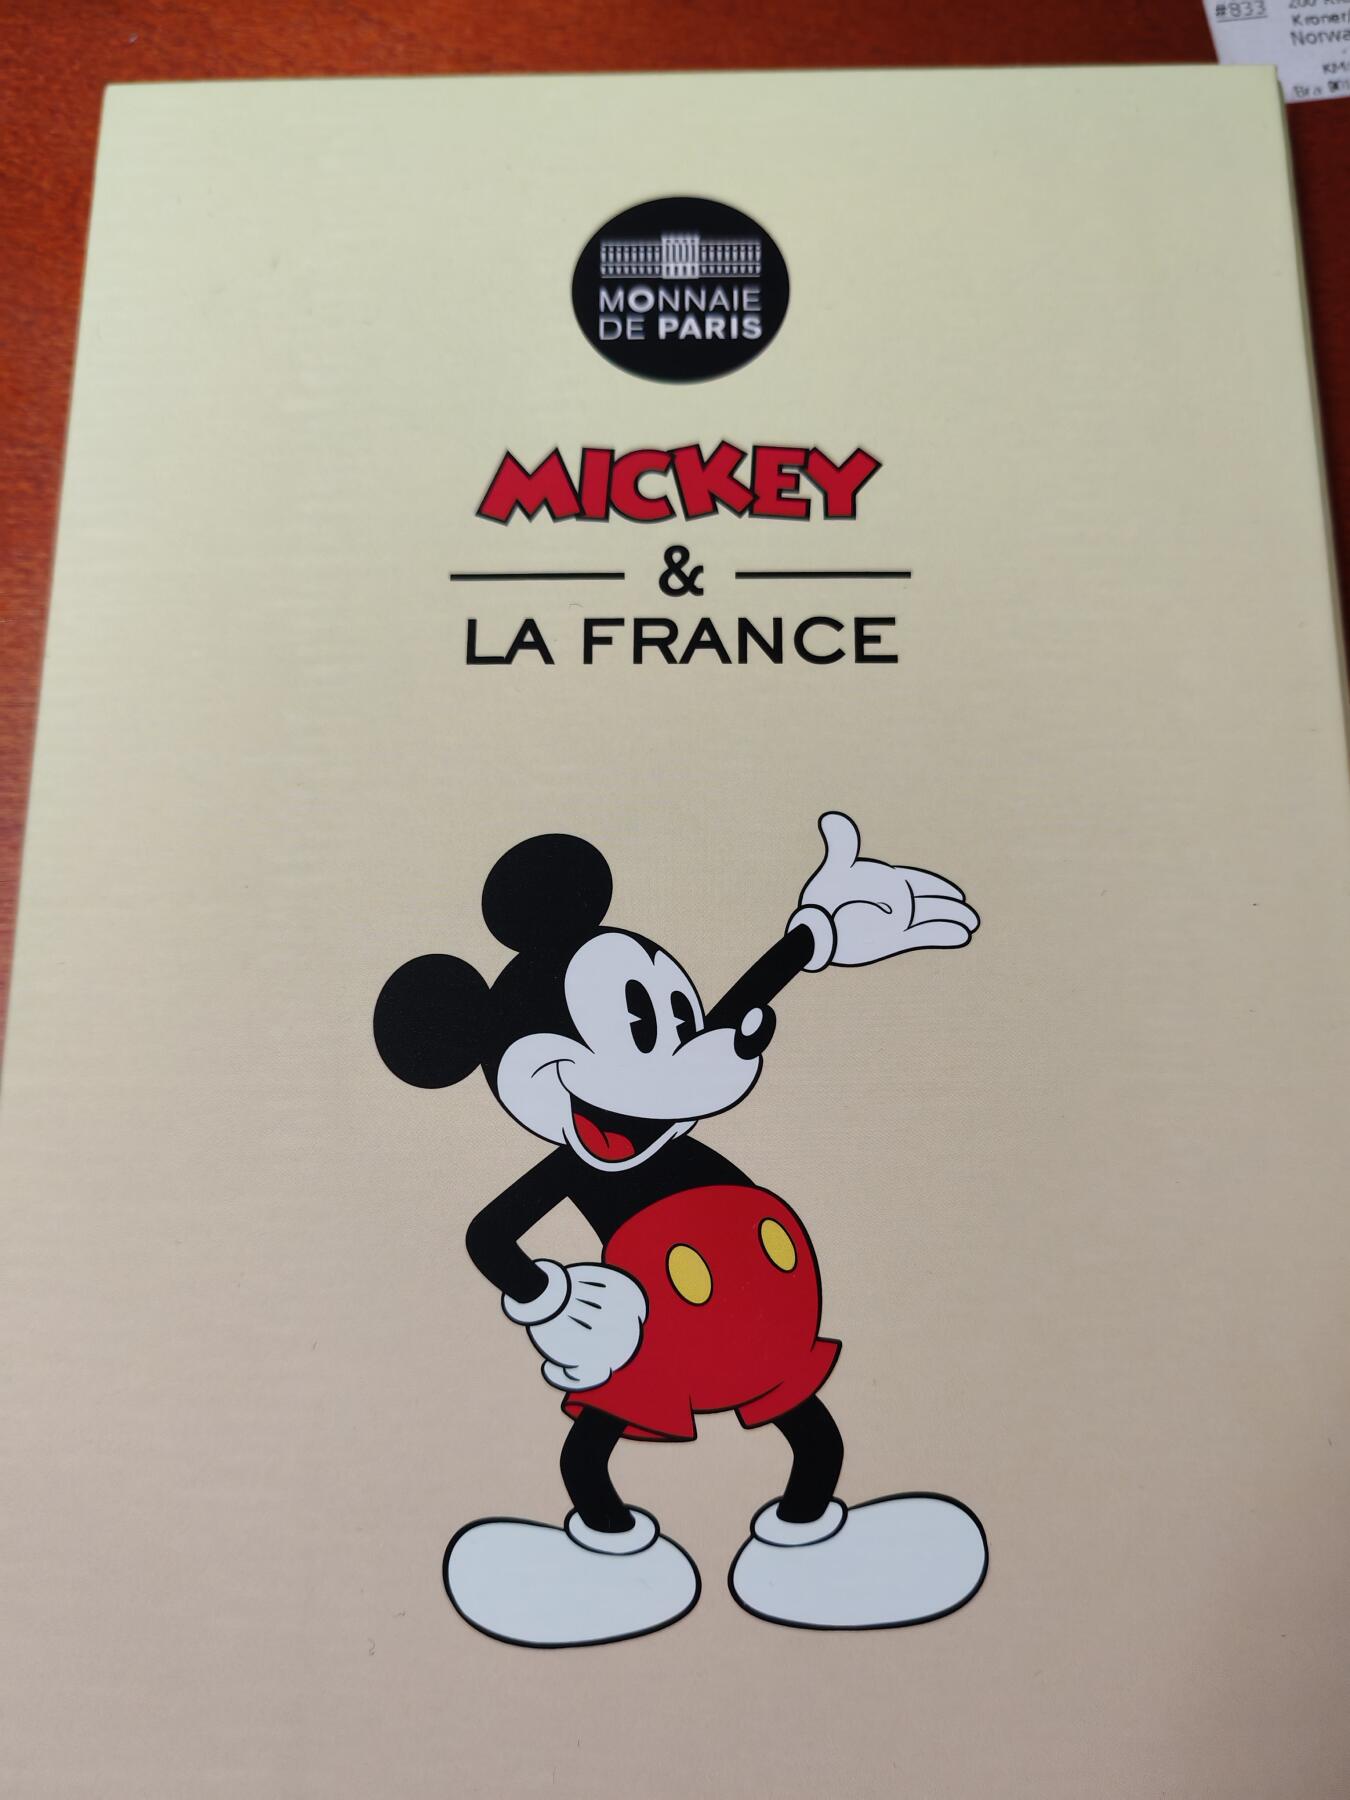 #833
Norwa
MONNAIE
DE PARIS
MICKEY
&
LA FRANCE